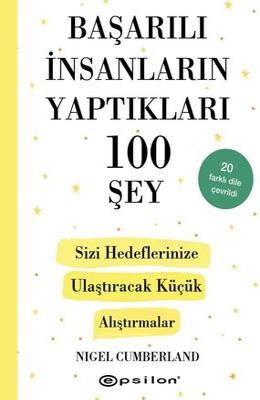 BAŞARILI
İNSANLARIN
YAPTIKLARI
100
ŞEY
20
farklı dile
çevrildi
Sizi Hedeflerinize
Ulaştıracak Küçük
Alıştırmalar
NIGEL CUMBERLAND
epsilon®